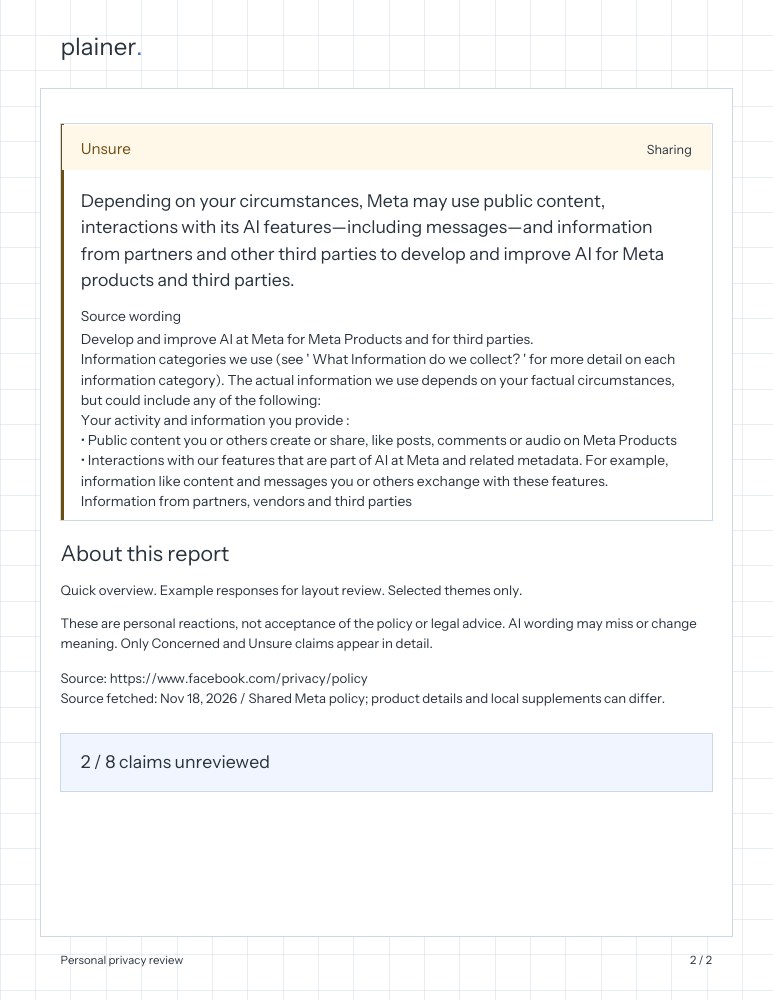 plainer.
Unsure
Sharing
Depending on your circumstances, Meta may use public content,
interactions with its AI features—including messages—and information
from partners and other third parties to develop and improve AI for Meta
products and third parties.
Source wording
Develop and improve AI at Meta for Meta Products and for third parties.
Information categories we use (see ' What Information do we collect? ' for more detail on each
information category). The actual information we use depends on your factual circumstances,
but could include any of the following:
Your activity and information you provide :
• Public content you or others create or share, like posts, comments or audio on Meta Products
• Interactions with our features that are part of AI at Meta and related metadata. For example,
information like content and messages you or others exchange with these features.
Information from partners, vendors and third parties
About this report
Quick overview. Example responses for layout review. Selected themes only.
These are personal reactions, not acceptance of the policy or legal advice. AI wording may miss or change
meaning. Only Concerned and Unsure claims appear in detail.
Source: https://www.facebook.com/privacy/policy
Source fetched: Nov 18, 2026 / Shared Meta policy; product details and local supplements can differ.
2 / 8 claims unreviewed
Personal privacy review
2 / 2